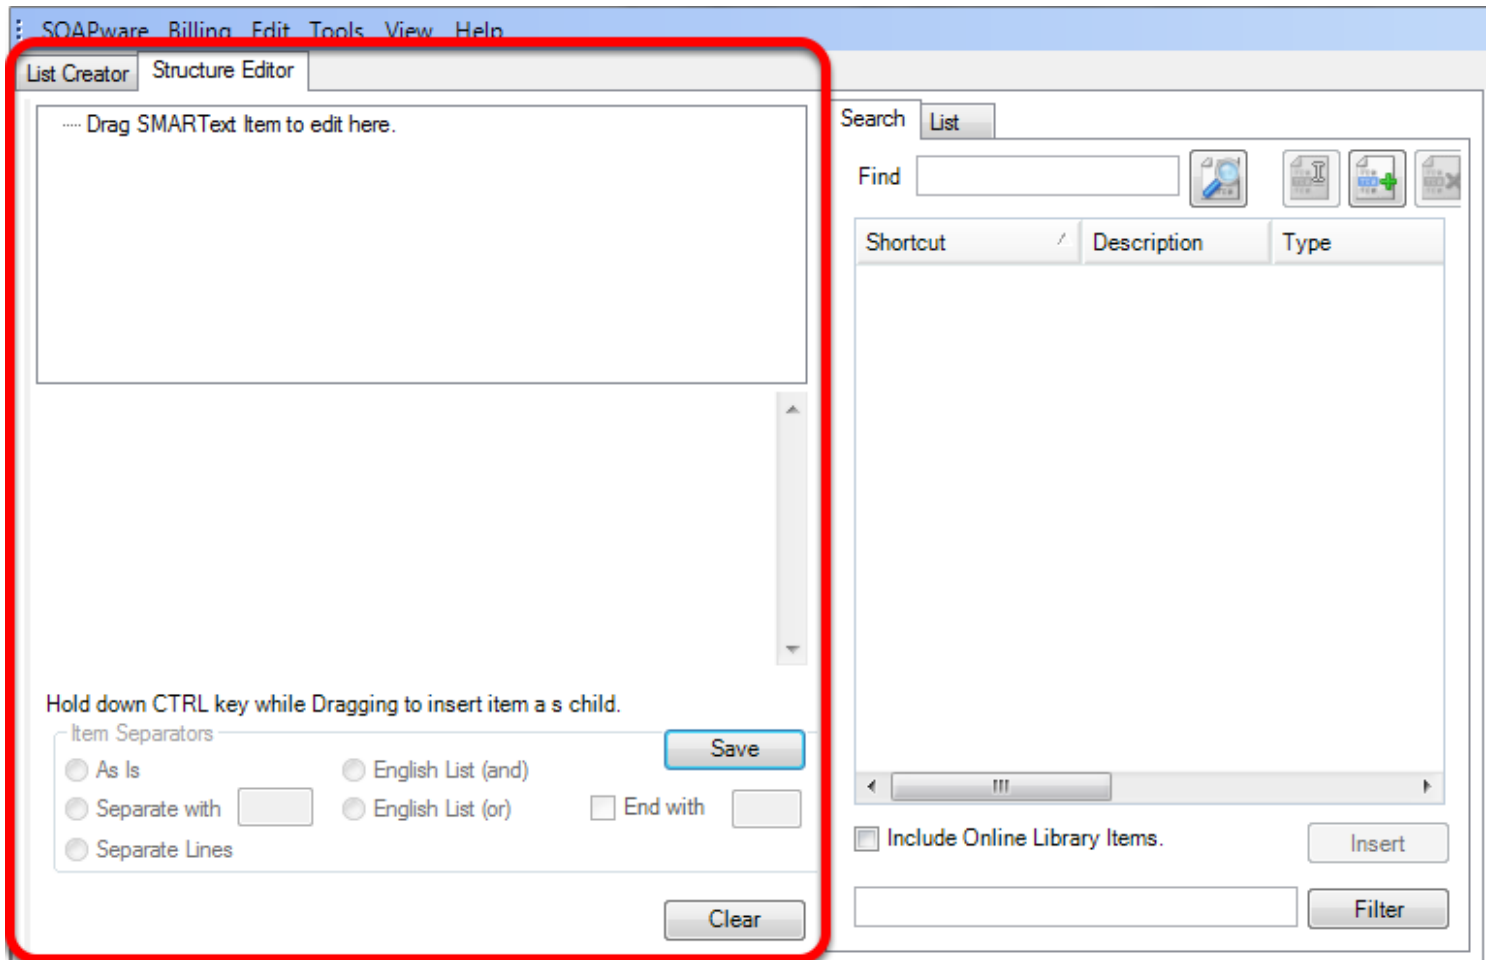 SOAPware Billing Edit Tools View Help
List Creator Structure Editor
Drag SMARText Item to edit here.
Search List
Find
Shortcut Description Type
Hold down CTRL key while Dragging to insert item a s child.
Item Separators
Save
As Is English List (and)
Separate with English List (or) End with
Separate Lines
Clear
Include Online Library Items. Insert
Filter